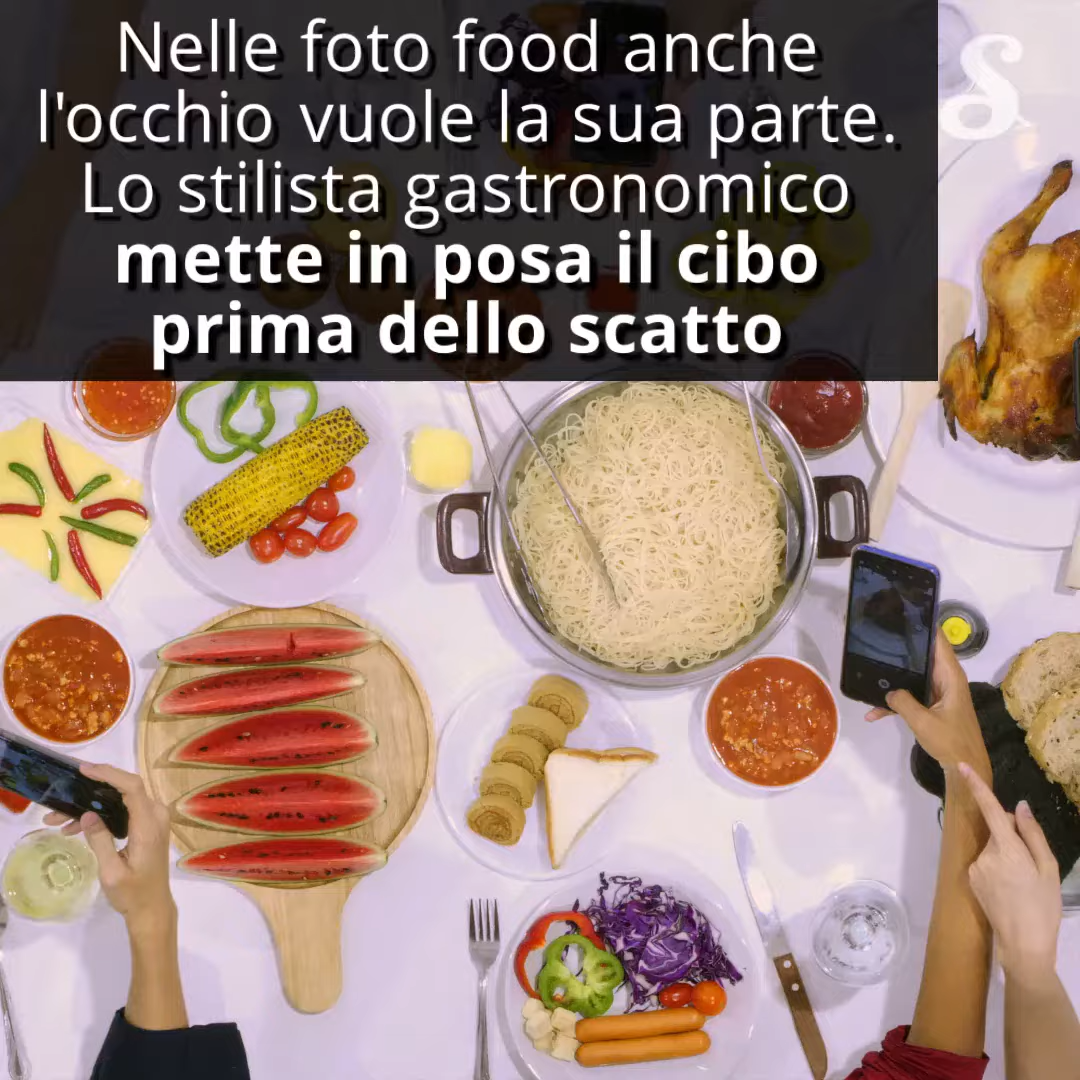 Nelle foto food anche
l'occhio vuole la sua parte.
Lo stilista gastronomico
mette in posa il cibo
prima dello scatto
S